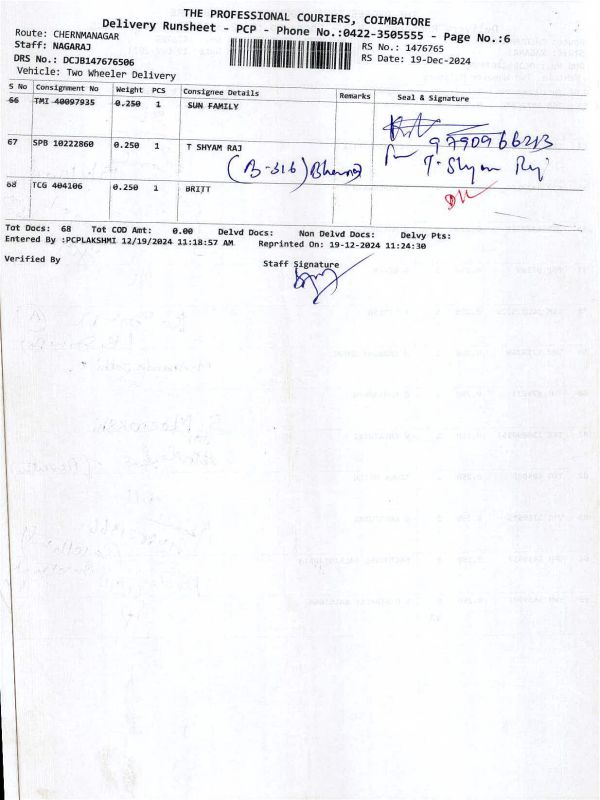 THE PROFESSIONAL COURIERS, COIMBATORE
Delivery Runsheet - PCP - Phone No.:0422-3505555 - Page No.:6
Route: CHERNMANAGAR
Staff: NAGARAJ RS No.: 1476765
DRS No.: DCJB147676506 RS Date: 19-Dec-2024
Vehicle: Two Wheeler Delivery
S No Consignment No Weight PCS Consignee Details Remarks Seal & Signature
66 TMI 40097935 0.250 1 SUN FAMILY
9790966213
67 SPB 10222860 0.250 1 T SHYAM RAJ
(B-316) T. Shyam Raj
68 TCG 404106 0.250 1 BRITT
Tot Docs: 68 Tot COD Amt: 0.00 Delvd Docs: Non Delvd Docs: Delvy Pts:
Entered By :PCPLAKSHMI 12/19/2024 11:18:57 AM Reprinted On: 19-12-2024 11:24:30
Verified By Staff Signature